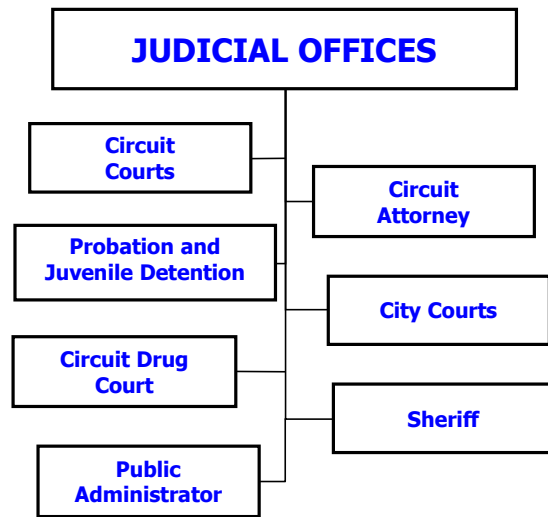 JUDICIAL OFFICES
Circuit
Courts
Circuit
Attorney
Probation and
Juvenile Detention
City Courts
Circuit Drug
Court
Sheriff
Public
Administrator